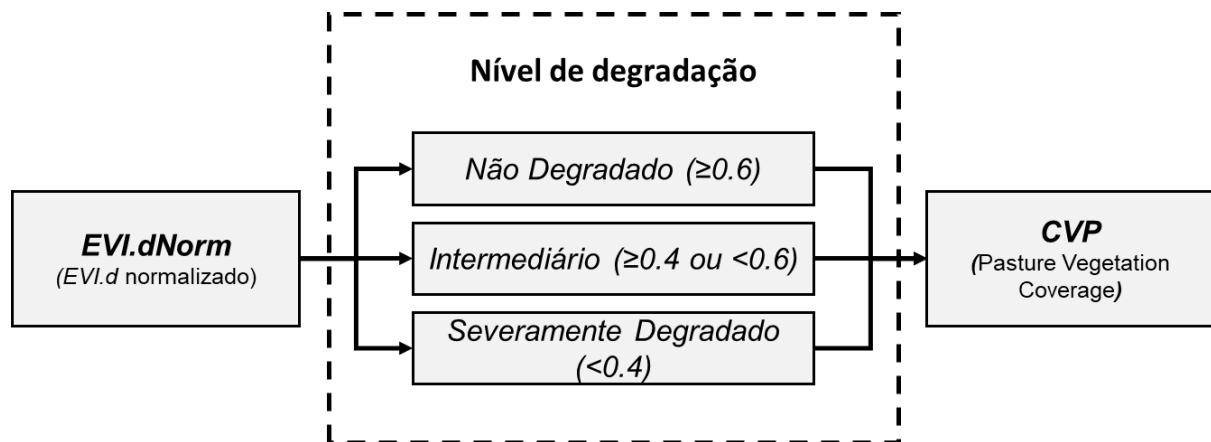 Nível de degradação
EVI.dNorm
(EVI.d normalizado)
Não Degradado (≥0.6)
Intermediário (≥0.4 ou <0.6)
Severamente Degradado
(<0.4)
CVP
(Pasture Vegetation
Coverage)